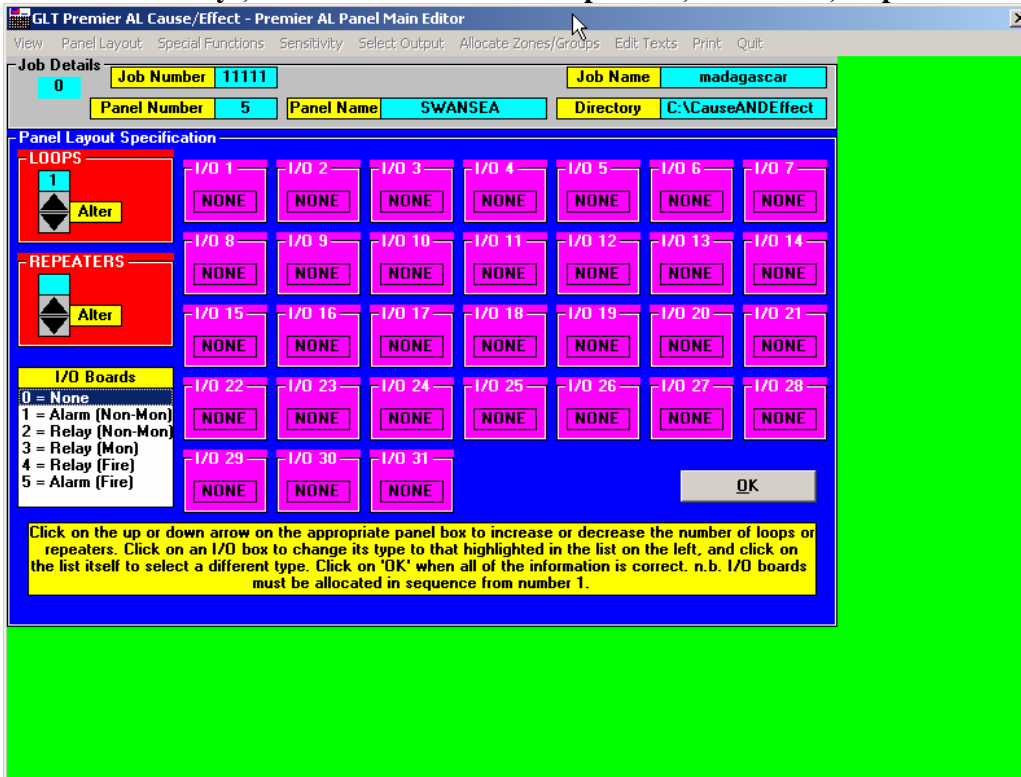 GLT Premier AL Cause/Effect - Premier AL Panel Main Editor
View Panel Layout Special Functions Sensitivity Select Output Allocate Zones/Groups Edit Texts Print Quit
Job Details
0
Job Number 11111
Job Name madagascar
Panel Number 5
Panel Name SWANSEA
Directory C:\CauseANDEffect
Panel Layout Specification
LOOPS
1
Alter
REPEATERS
Alter
I/O Boards
0 = None
1 = Alarm (Non-Mon)
2 = Relay (Non-Mon)
3 = Relay (Mon)
4 = Relay (Fire)
5 = Alarm (Fire)
I/O 1 I/O 2 I/O 3 I/O 4 I/O 5 I/O 6 I/O 7
NONE NONE NONE NONE NONE NONE NONE
I/O 8 I/O 9 I/O 10 I/O 11 I/O 12 I/O 13 I/O 14
NONE NONE NONE NONE NONE NONE NONE
I/O 15 I/O 16 I/O 17 I/O 18 I/O 19 I/O 20 I/O 21
NONE NONE NONE NONE NONE NONE NONE
I/O 22 I/O 23 I/O 24 I/O 25 I/O 26 I/O 27 I/O 28
NONE NONE NONE NONE NONE NONE NONE
I/O 29 I/O 30 I/O 31
NONE NONE NONE
OK
Click on the up or down arrow on the appropriate panel box to increase or decrease the number of loops or
repeaters. Click on an I/O box to change its type to that highlighted in the list on the left, and click on
the list itself to select a different type. Click on 'OK' when all of the information is correct. n.b. I/O boards
must be allocated in sequence from number 1.